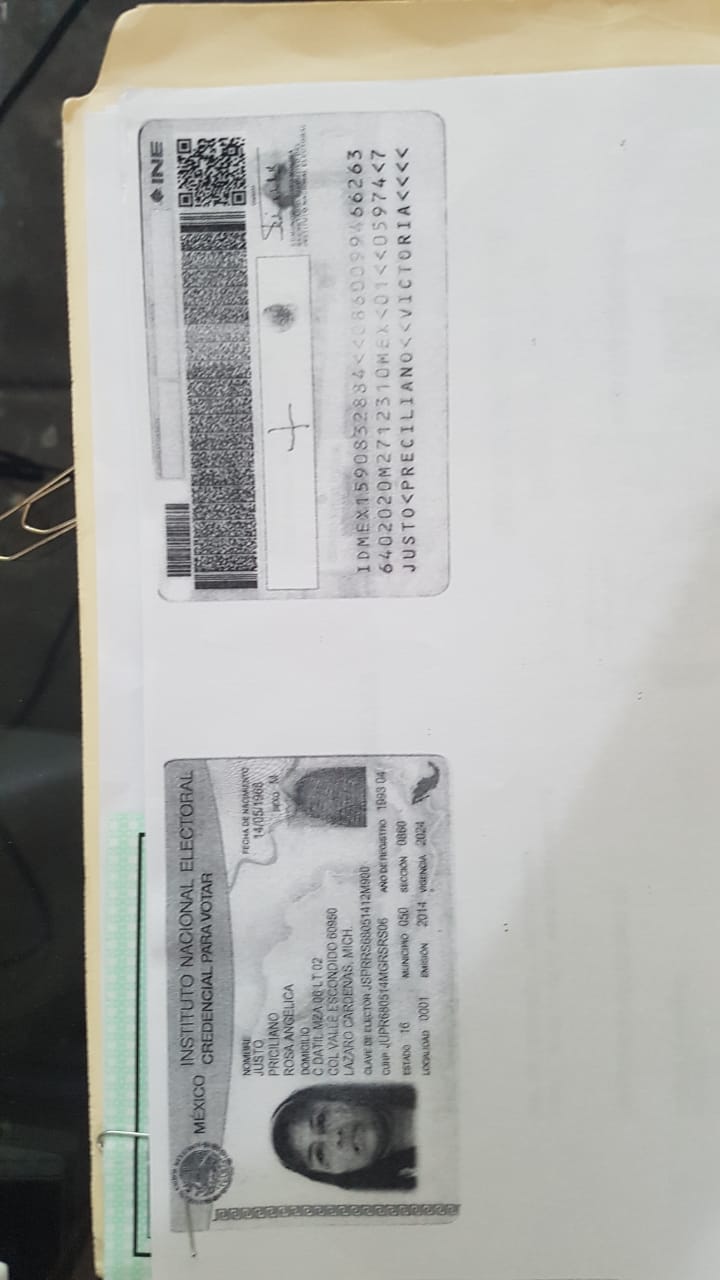 MÉXICO INSTITUTO NACIONAL ELECTORAL
CREDENCIAL PARA VOTAR
NOMBRE
JUSTO
PRICILIANO
ROSA ANGELICA
FECHA DE NACIMIENTO
14/05/1968
SEXO M
DOMICILIO
C DATIL MZA 06 LT 02
COL VALLE ESCONDIDO 60950
LAZARO CARDENAS, MICH.
CLAVE DE ELECTOR JSPRRS68051412M900
CURP JUPR680514MGRSRS06 AÑO DE REGISTRO 1993 04
ESTADO 16 MUNICIPIO 050 SECCIÓN 0860
LOCALIDAD 0001 EMISIÓN 2014 VIGENCIA 2024
INE
IDMEX1590832884<<0860099466263
6402020M2712310MEX<01<<05974<7
JUSTO<PRECILIANO<<VICTORIA<<<<